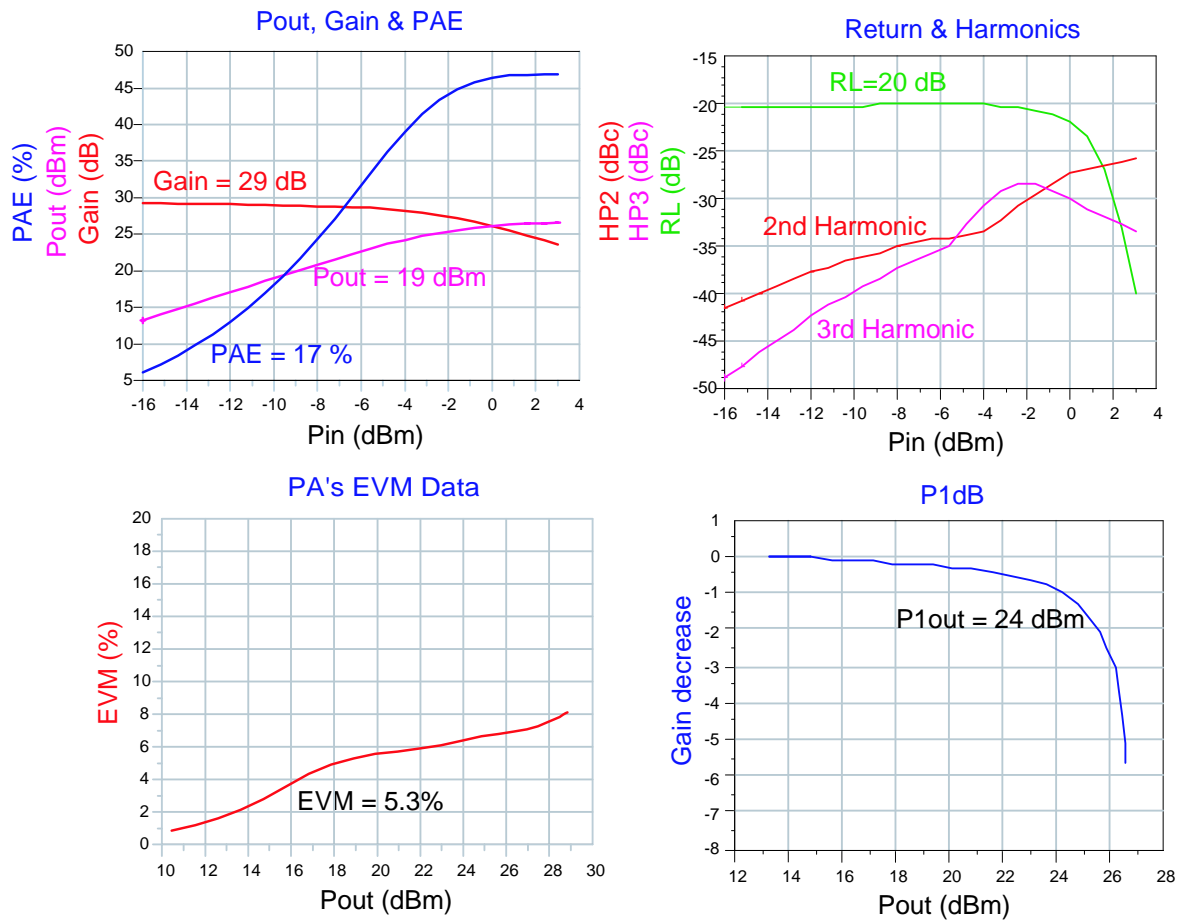 Pout, Gain & PAE
PAE (%)
Pout (dBm)
Gain (dB)
50
45
40
35
30
25
20
15
10
5
Gain = 29 dB
Pout = 19 dBm
PAE = 17 %
-16 -14 -12 -10 -8 -6 -4 -2 0 2 4
Pin (dBm)
Return & Harmonics
HP2 (dBc)
HP3 (dBc)
RL (dB)
-15
-20
-25
-30
-35
-40
-45
-50
RL=20 dB
2nd Harmonic
3rd Harmonic
-16 -14 -12 -10 -8 -6 -4 -2 0 2 4
Pin (dBm)
PA's EVM Data
EVM (%)
20
18
16
14
12
10
8
6
4
2
0
EVM = 5.3%
10 12 14 16 18 20 22 24 26 28 30
Pout (dBm)
P1dB
Gain decrease
1
0
-1
-2
-3
-4
-5
-6
-7
-8
P1out = 24 dBm
12 14 16 18 20 22 24 26 28
Pout (dBm)